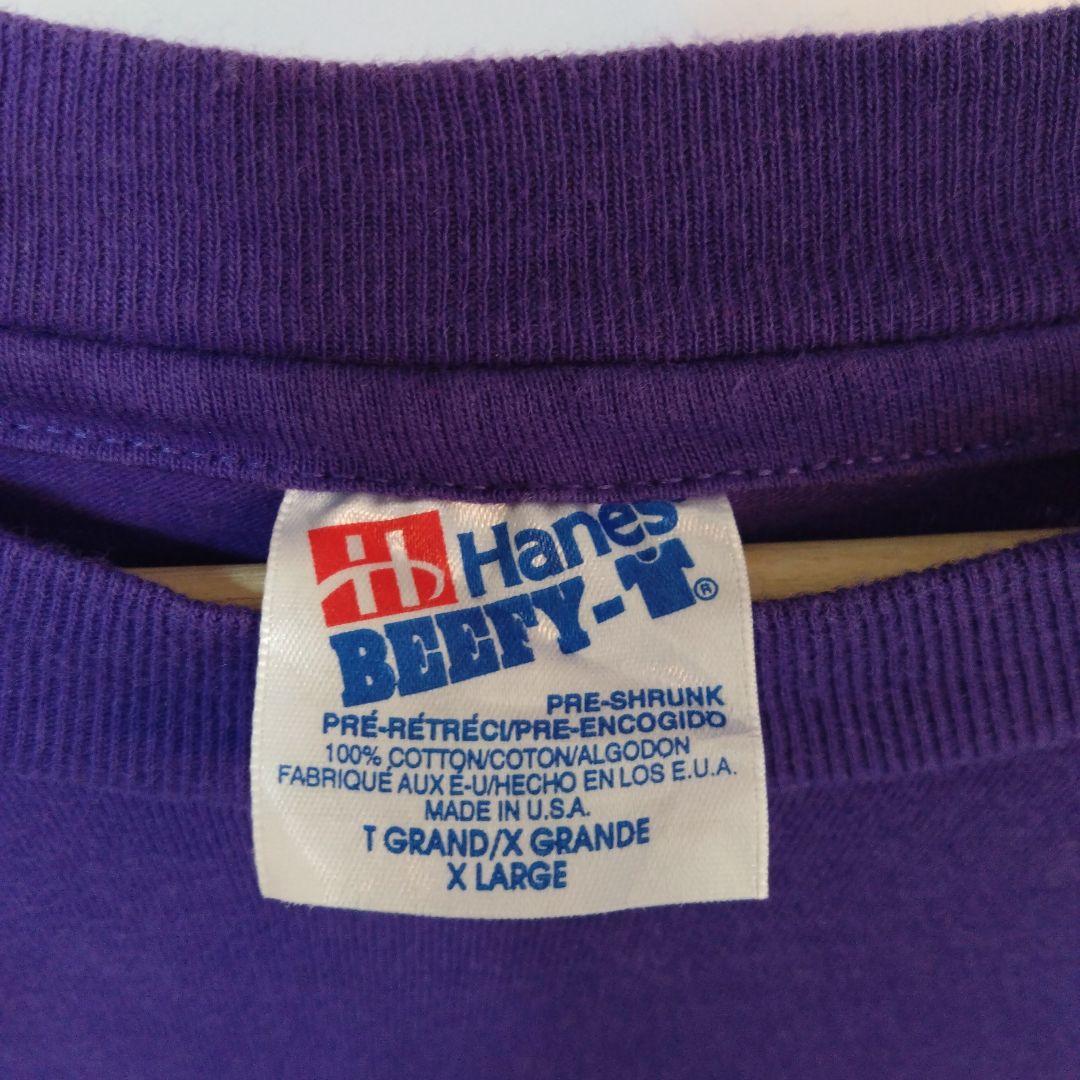 Hanes
BEEFY-T®
PRE-SHRUNK
PRÉ-RÉTRÉCI/PRE-ENCOGIDO
100% COTTON/COTON/ALGODON
FABRIQUÉ AUX É-U/HECHO EN LOS E.U.A.
MADE IN U.S.A.
T GRAND/X GRANDE
X LARGE